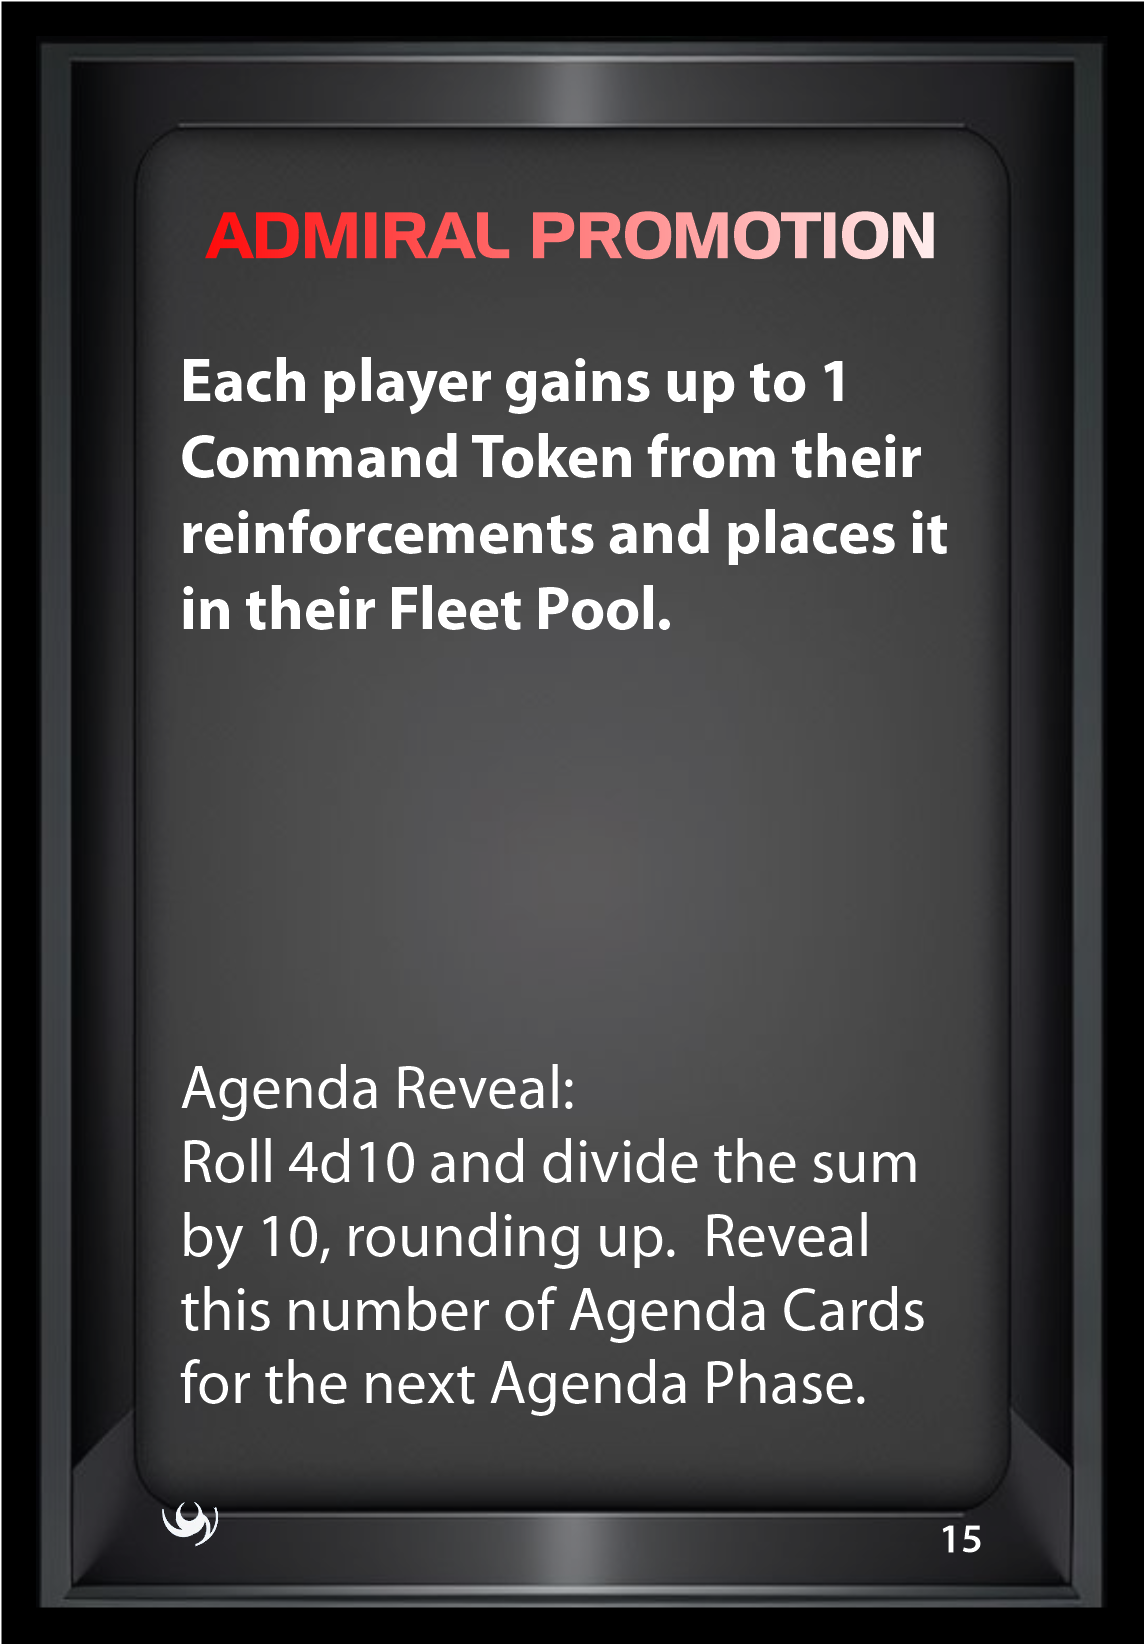 ADMIRAL PROMOTION
Each player gains up to 1
Command Token from their
reinforcements and places it
in their Fleet Pool.
Agenda Reveal:
Roll 4d10 and divide the sum
by 10, rounding up.  Reveal
this number of Agenda Cards
for the next Agenda Phase.
15